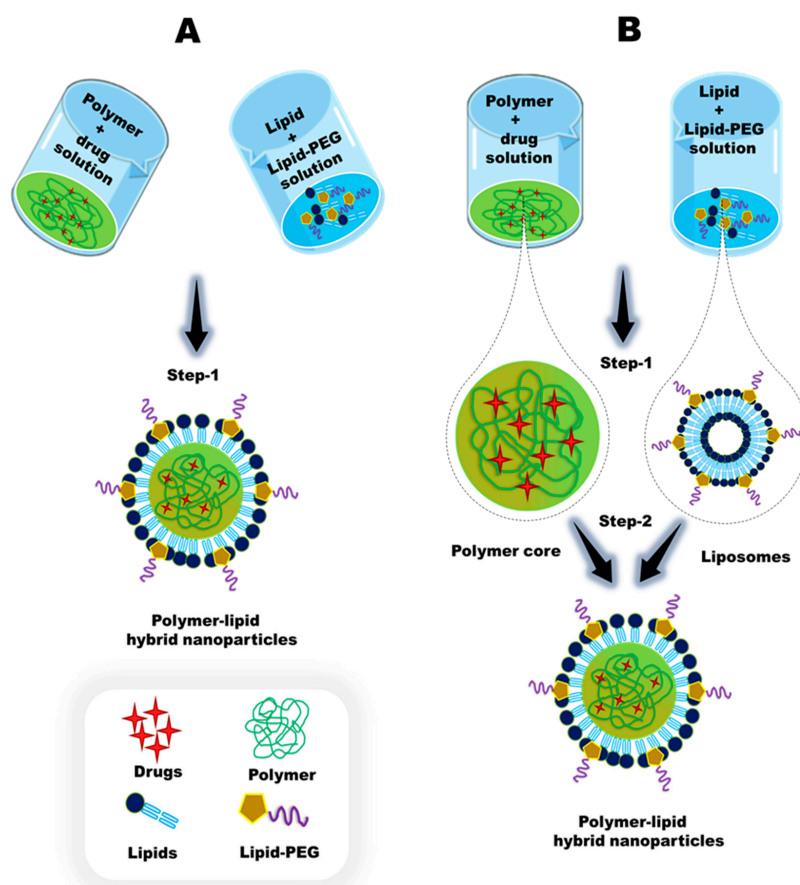 A
Polymer
+
drug
solution
Lipid
+
Lipid-PEG
solution
Step-1
Polymer-lipid
hybrid nanoparticles
Drugs
Polymer
Lipids
Lipid-PEG
B
Polymer
+
drug
solution
Lipid
+
Lipid-PEG
solution
Step-1
Step-2
Polymer core
Liposomes
Polymer-lipid
hybrid nanoparticles